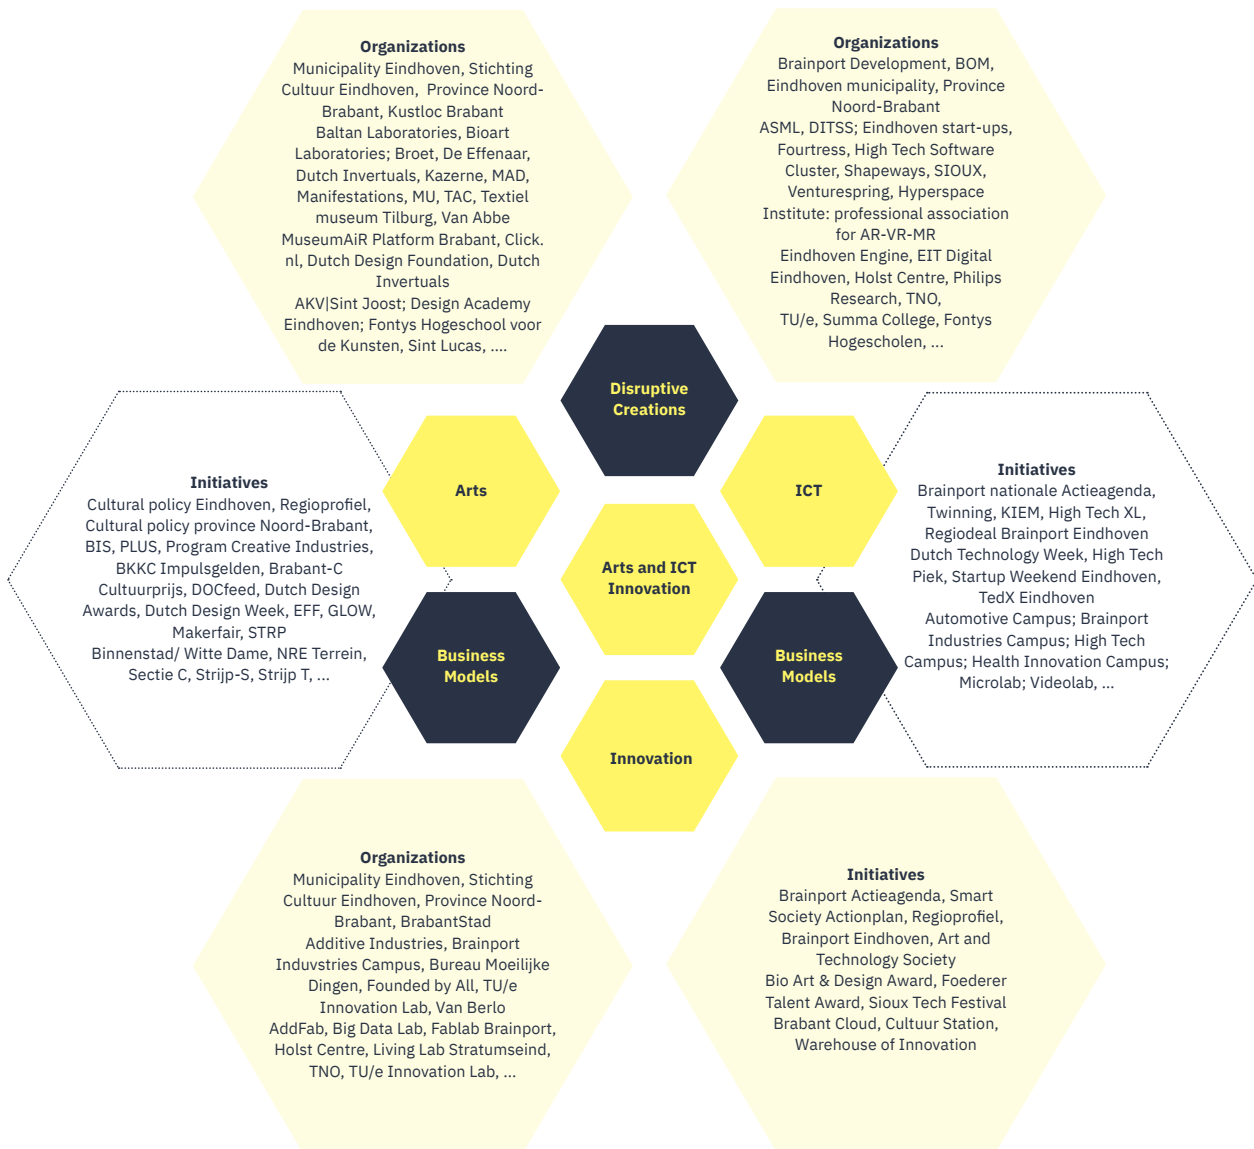 Organizations
Municipality Eindhoven, Stichting
Cultuur Eindhoven,  Province Noord-
Brabant, Kustloc Brabant
Baltan Laboratories, Bioart
Laboratories; Broet, De Effenaar,
Dutch Invertuals, Kazerne, MAD,
Manifestations, MU, TAC, Textiel
museum Tilburg, Van Abbe
MuseumAiR Platform Brabant, Click.
nl, Dutch Design Foundation, Dutch
Invertuals
AKV|Sint Joost; Design Academy
Eindhoven; Fontys Hogeschool voor
de Kunsten, Sint Lucas, ....
Organizations
Brainport Development, BOM,
Eindhoven municipality, Province
Noord-Brabant
ASML, DITSS; Eindhoven start-ups,
Fourtress, High Tech Software
Cluster, Shapeways, SIOUX,
Venturespring, Hyperspace
Institute: professional association
for AR-VR-MR
Eindhoven Engine, EIT Digital
Eindhoven, Holst Centre, Philips
Research, TNO,
TU/e, Summa College, Fontys
Hogescholen, ...
Disruptive
Creations
Initiatives
Cultural policy Eindhoven, Regioprofiel,
Cultural policy province Noord-Brabant,
BIS, PLUS, Program Creative Industries,
BKKC Impulsgelden, Brabant-C
Cultuurprijs, DOCfeed, Dutch Design
Awards, Dutch Design Week, EFF, GLOW,
Makerfair, STRP
Binnenstad/ Witte Dame, NRE Terrein,
Sectie C, Strijp-S, Strijp T, ...
Arts
ICT
Arts and ICT
Innovation
Business
Models
Business
Models
Innovation
Initiatives
Brainport nationale Actieagenda,
Twinning, KIEM, High Tech XL,
Regiodeal Brainport Eindhoven
Dutch Technology Week, High Tech
Piek, Startup Weekend Eindhoven,
TedX Eindhoven
Automotive Campus; Brainport
Industries Campus; High Tech
Campus; Health Innovation Campus;
Microlab; Videolab, ...
Organizations
Municipality Eindhoven, Stichting
Cultuur Eindhoven, Province Noord-
Brabant, BrabantStad
Additive Industries, Brainport
Induvstries Campus, Bureau Moeilijke
Dingen, Founded by All, TU/e
Innovation Lab, Van Berlo
AddFab, Big Data Lab, Fablab Brainport,
Holst Centre, Living Lab Stratumseind,
TNO, TU/e Innovation Lab, ...
Initiatives
Brainport Actieagenda, Smart
Society Actionplan, Regioprofiel,
Brainport Eindhoven, Art and
Technology Society
Bio Art & Design Award, Foederer
Talent Award, Sioux Tech Festival
Brabant Cloud, Cultuur Station,
Warehouse of Innovation